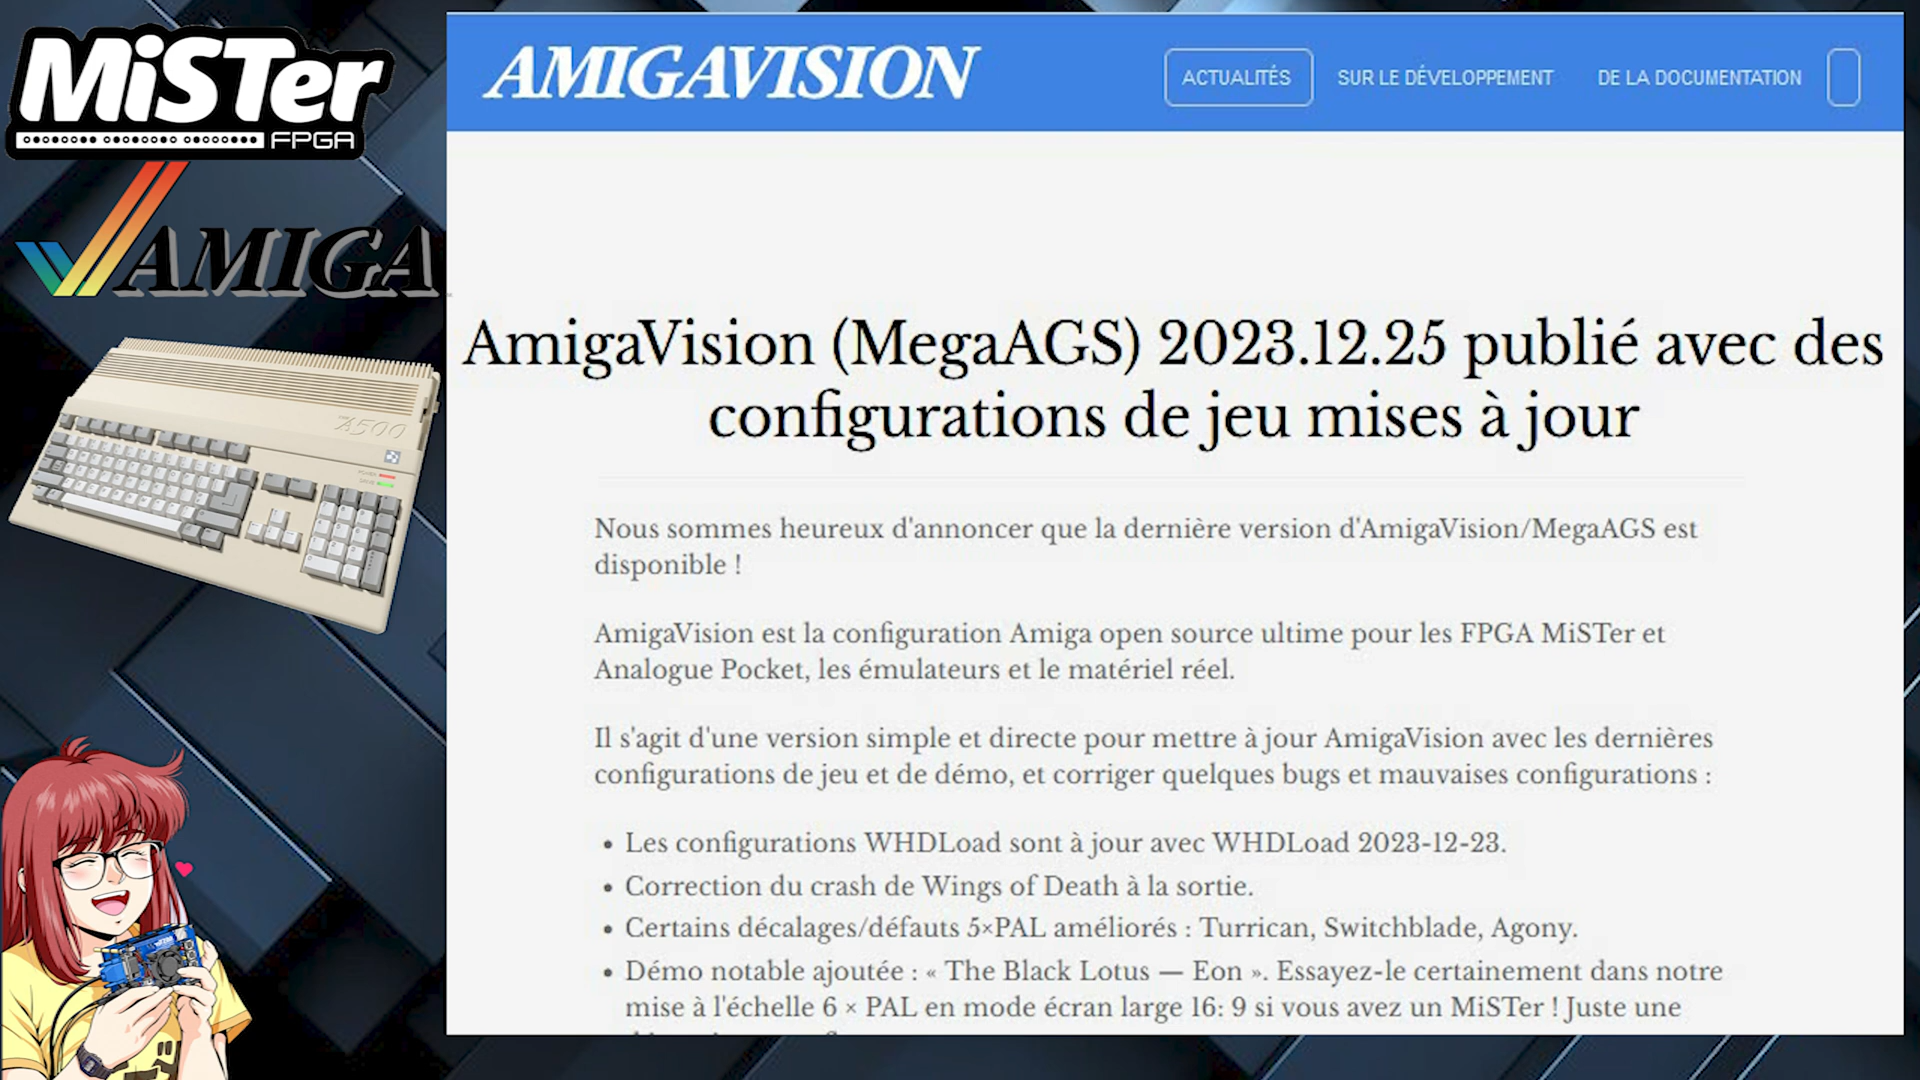 MiSTer
FPGA
AMIGA
A500
AMIGAVISION
ACTUALITÉS
SUR LE DÉVELOPPEMENT
DE LA DOCUMENTATION
AmigaVision (MegaAGS) 2023.12.25 publié avec des
configurations de jeu mises à jour
Nous sommes heureux d'annoncer que la dernière version d'AmigaVision/MegaAGS est
disponible !
AmigaVision est la configuration Amiga open source ultime pour les FPGA MiSTer et
Analogue Pocket, les émulateurs et le matériel réel.
Il s'agit d'une version simple et directe pour mettre à jour AmigaVision avec les dernières
configurations de jeu et de démo, et corriger quelques bugs et mauvaises configurations :
• Les configurations WHDLoad sont à jour avec WHDLoad 2023-12-23.
• Correction du crash de Wings of Death à la sortie.
• Certains décalages/défauts 5×PAL améliorés : Turrican, Switchblade, Agony.
• Démo notable ajoutée : « The Black Lotus — Eon ». Essayez-le certainement dans notre
mise à l'échelle 6 × PAL en mode écran large 16: 9 si vous avez un MiSTer ! Juste une